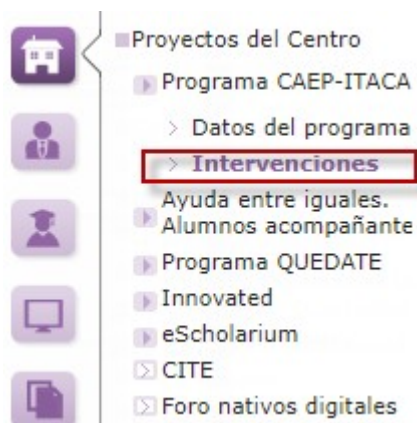 Proyectos del Centro
Programa CAEP-ITACA
Datos del programa
Intervenciones
Ayuda entre iguales.
Alumnos acompañante
Programa QUEDATE
Innovated
eScholarium
CITE
Foro nativos digitales